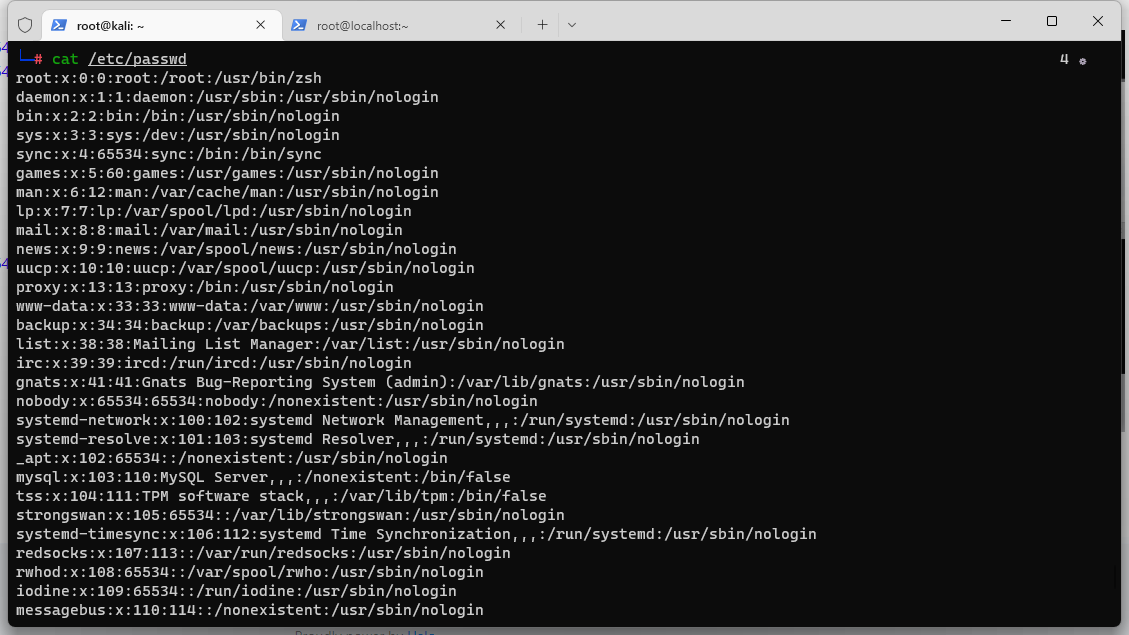 root@kali: ~
root@localhost:~
└─# cat /etc/passwd
4
root:x:0:0:root:/root:/usr/bin/zsh
daemon:x:1:1:daemon:/usr/sbin:/usr/sbin/nologin
bin:x:2:2:bin:/bin:/usr/sbin/nologin
sys:x:3:3:sys:/dev:/usr/sbin/nologin
sync:x:4:65534:sync:/bin:/bin/sync
games:x:5:60:games:/usr/games:/usr/sbin/nologin
man:x:6:12:man:/var/cache/man:/usr/sbin/nologin
lp:x:7:7:lp:/var/spool/lpd:/usr/sbin/nologin
mail:x:8:8:mail:/var/mail:/usr/sbin/nologin
news:x:9:9:news:/var/spool/news:/usr/sbin/nologin
uucp:x:10:10:uucp:/var/spool/uucp:/usr/sbin/nologin
proxy:x:13:13:proxy:/bin:/usr/sbin/nologin
www-data:x:33:33:www-data:/var/www:/usr/sbin/nologin
backup:x:34:34:backup:/var/backups:/usr/sbin/nologin
list:x:38:38:Mailing List Manager:/var/list:/usr/sbin/nologin
irc:x:39:39:ircd:/run/ircd:/usr/sbin/nologin
gnats:x:41:41:Gnats Bug-Reporting System (admin):/var/lib/gnats:/usr/sbin/nologin
nobody:x:65534:65534:nobody:/nonexistent:/usr/sbin/nologin
systemd-network:x:100:102:systemd Network Management,,,:/run/systemd:/usr/sbin/nologin
systemd-resolve:x:101:103:systemd Resolver,,,:/run/systemd:/usr/sbin/nologin
_apt:x:102:65534::/nonexistent:/usr/sbin/nologin
mysql:x:103:110:MySQL Server,,,:/nonexistent:/bin/false
tss:x:104:111:TPM software stack,,,:/var/lib/tpm:/bin/false
strongswan:x:105:65534::/var/lib/strongswan:/usr/sbin/nologin
systemd-timesync:x:106:112:systemd Time Synchronization,,,:/run/systemd:/usr/sbin/nologin
redsocks:x:107:113::/var/run/redsocks:/usr/sbin/nologin
rwhod:x:108:65534::/var/spool/rwho:/usr/sbin/nologin
iodine:x:109:65534::/run/iodine:/usr/sbin/nologin
messagebus:x:110:114::/nonexistent:/usr/sbin/nologin